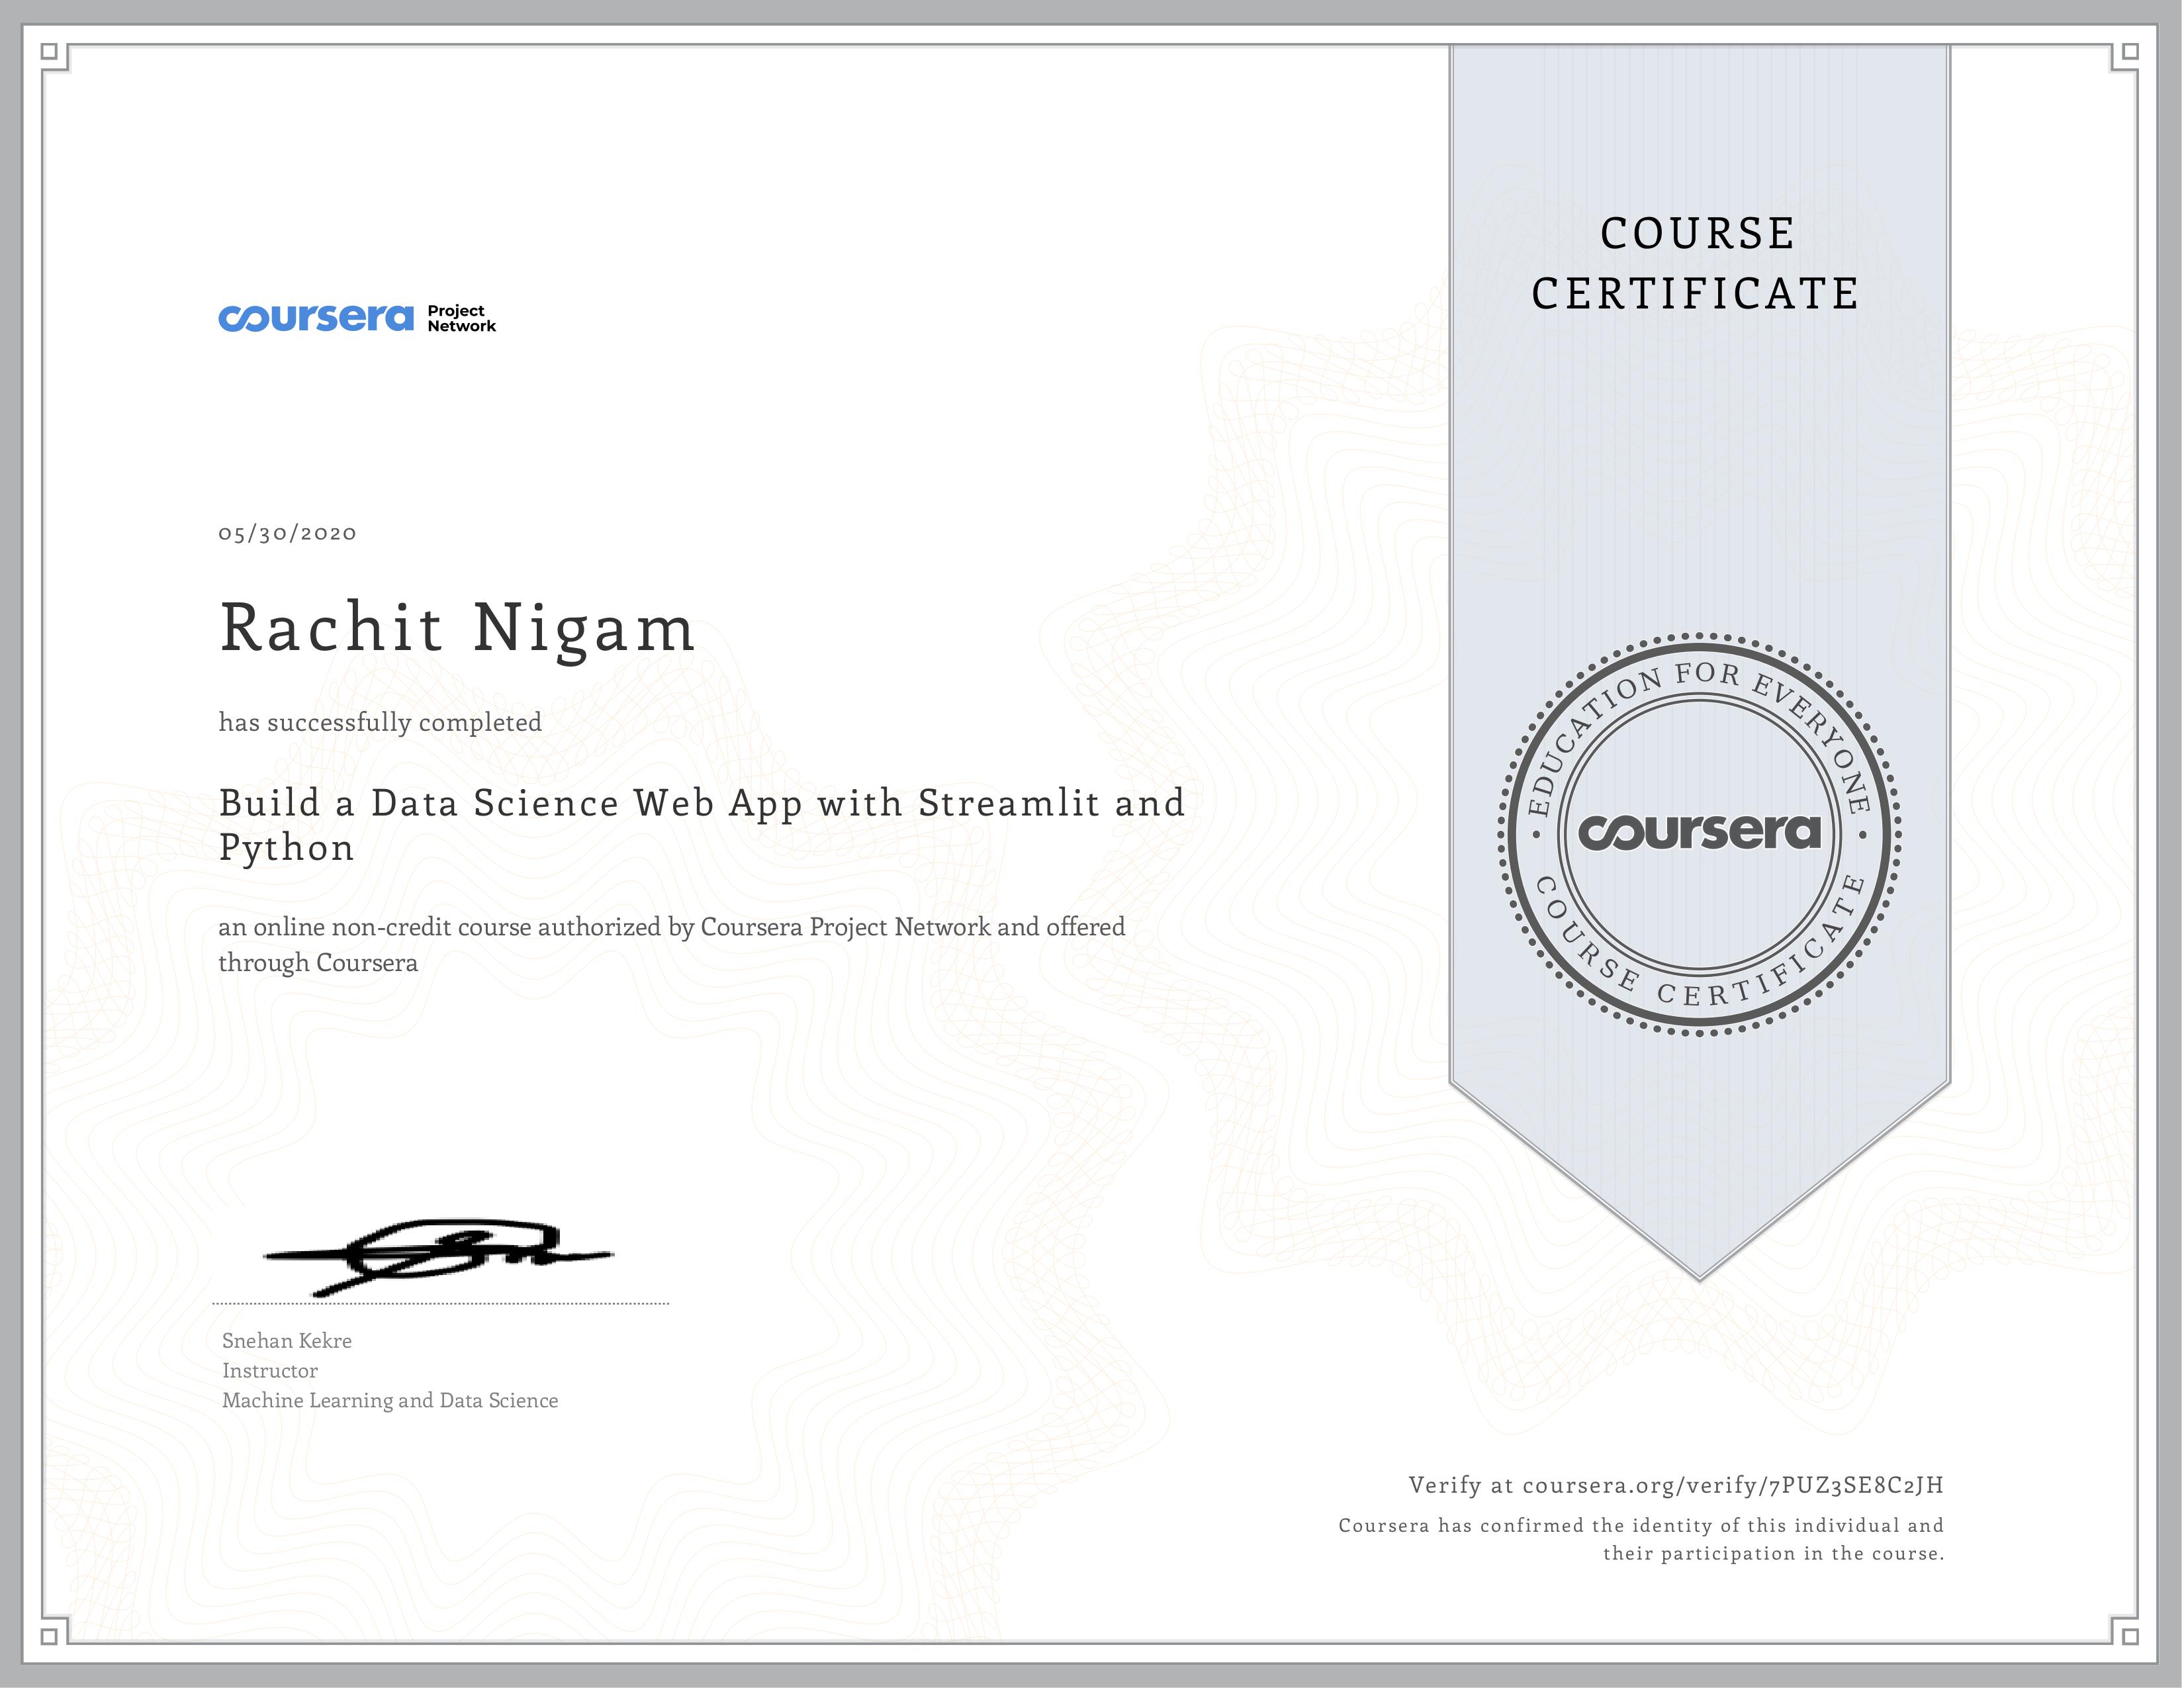 COURSE
CERTIFICATE
coursera Project
Network
05/30/2020
Rachit Nigam
has successfully completed
Build a Data Science Web App with Streamlit and
Python
an online non-credit course authorized by Coursera Project Network and offered
through Coursera
EDUCATION FOR EVERYONE
coursera
COURSE CERTIFICATE
Snehan Kekre
Instructor
Machine Learning and Data Science
Verify at coursera.org/verify/7PUZ3SE8C2JH
Coursera has confirmed the identity of this individual and
their participation in the course.